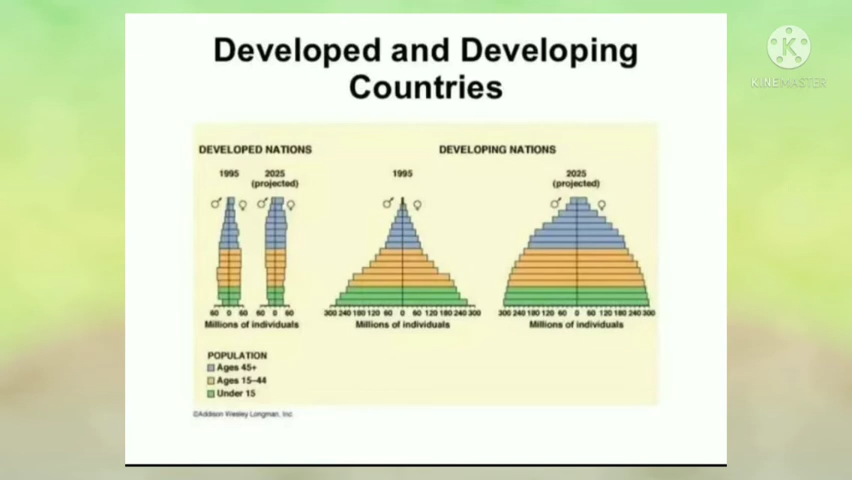 Developed and Developing
Countries
K
KINEMASTER
DEVELOPED NATIONS
DEVELOPING NATIONS
1995
2025
(projected)
1995
2025
(projected)
♂ ♀ ♂ ♀ ♂ ♀ ♂ ♀
60 0 60
60 0 60
300 240 180 120 60 0 60 120 180 240 300
300 240 180 120 60 0 60 120 180 240 300
Millions of individuals
Millions of individuals
Millions of individuals
POPULATION
Ages 45+
Ages 15–44
Under 15
©Addison Wesley Longman, Inc.